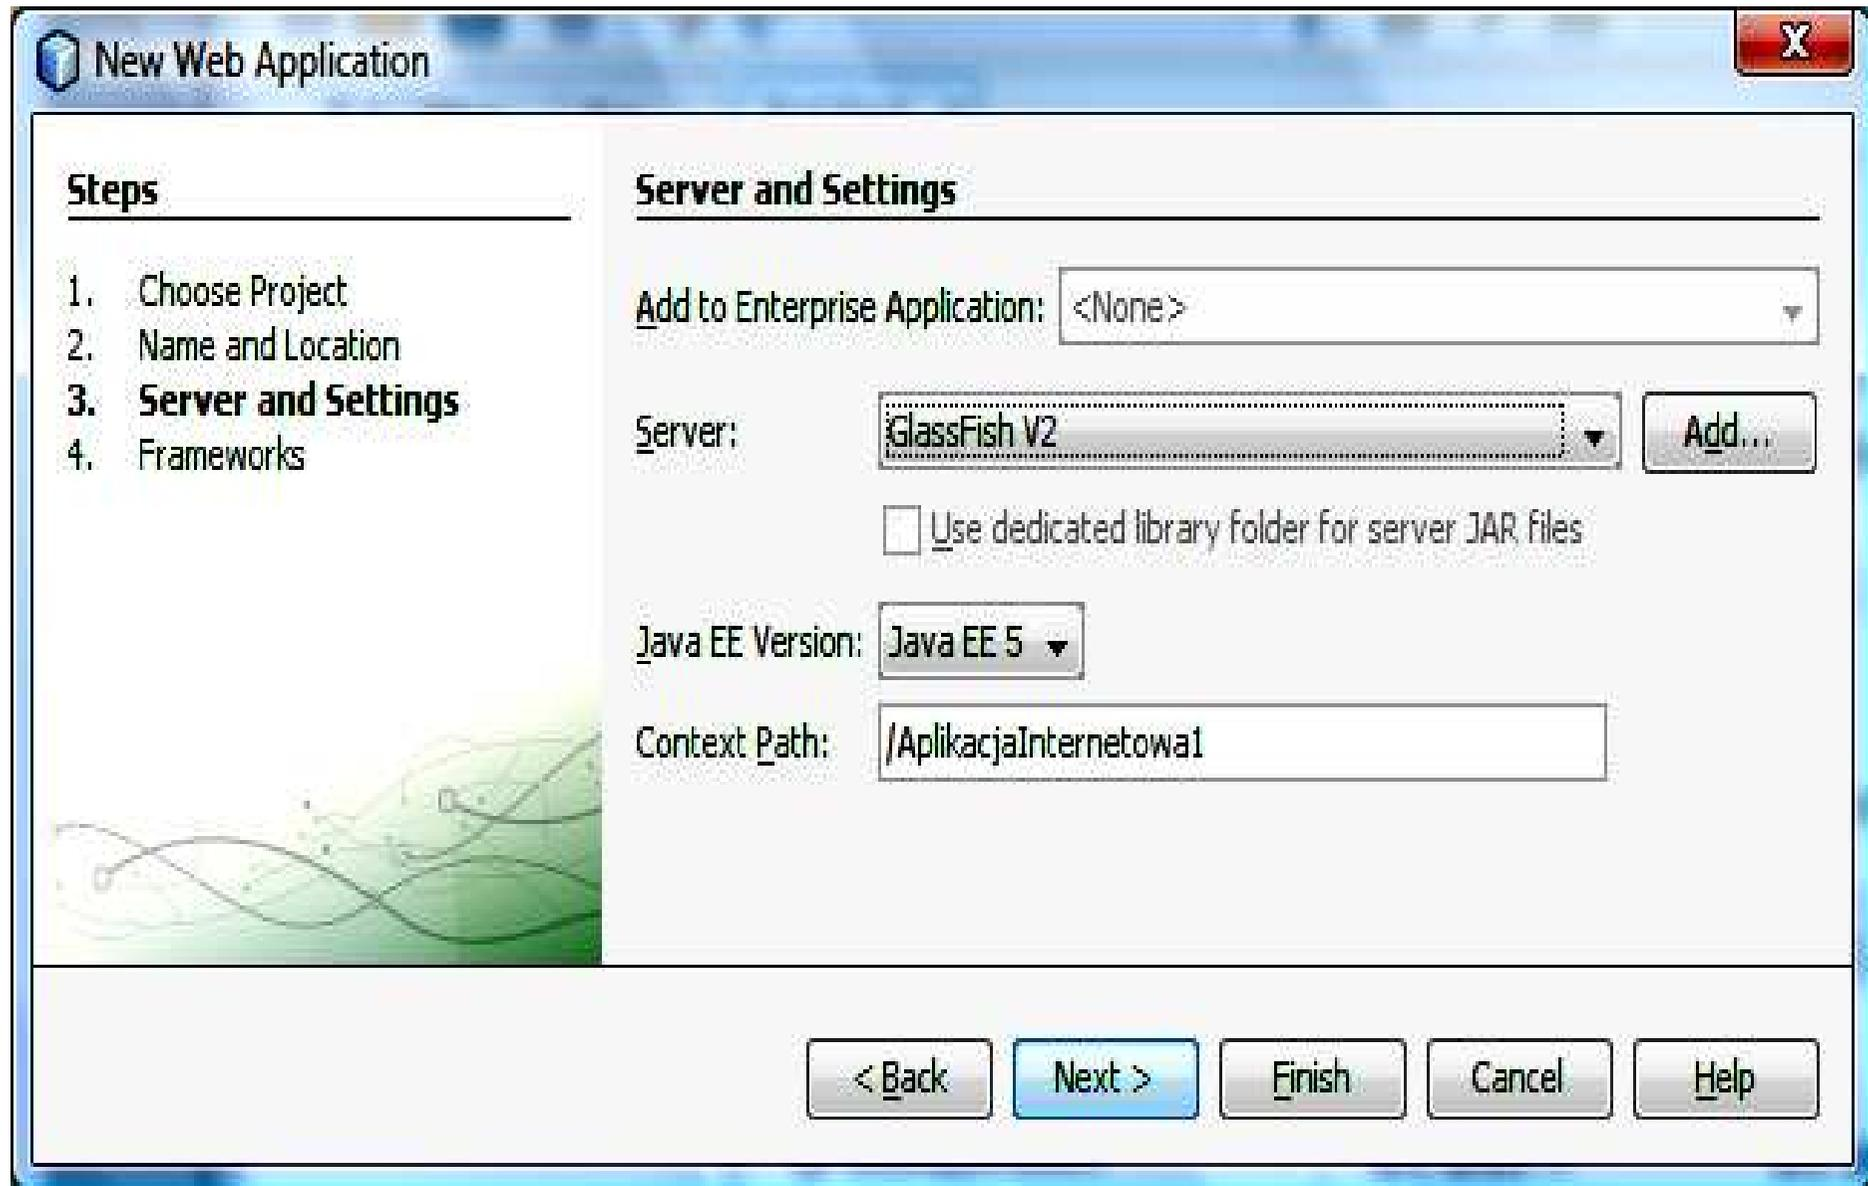 New Web Application
X
Steps
1. Choose Project
2. Name and Location
3. Server and Settings
4. Frameworks
Server and Settings
Add to Enterprise Application: <None>
Server: GlassFish V2 Add...
Use dedicated library folder for server JAR files
Java EE Version: Java EE 5
Context Path: /AplikacjaInternetowa1
< Back Next > Finish Cancel Help